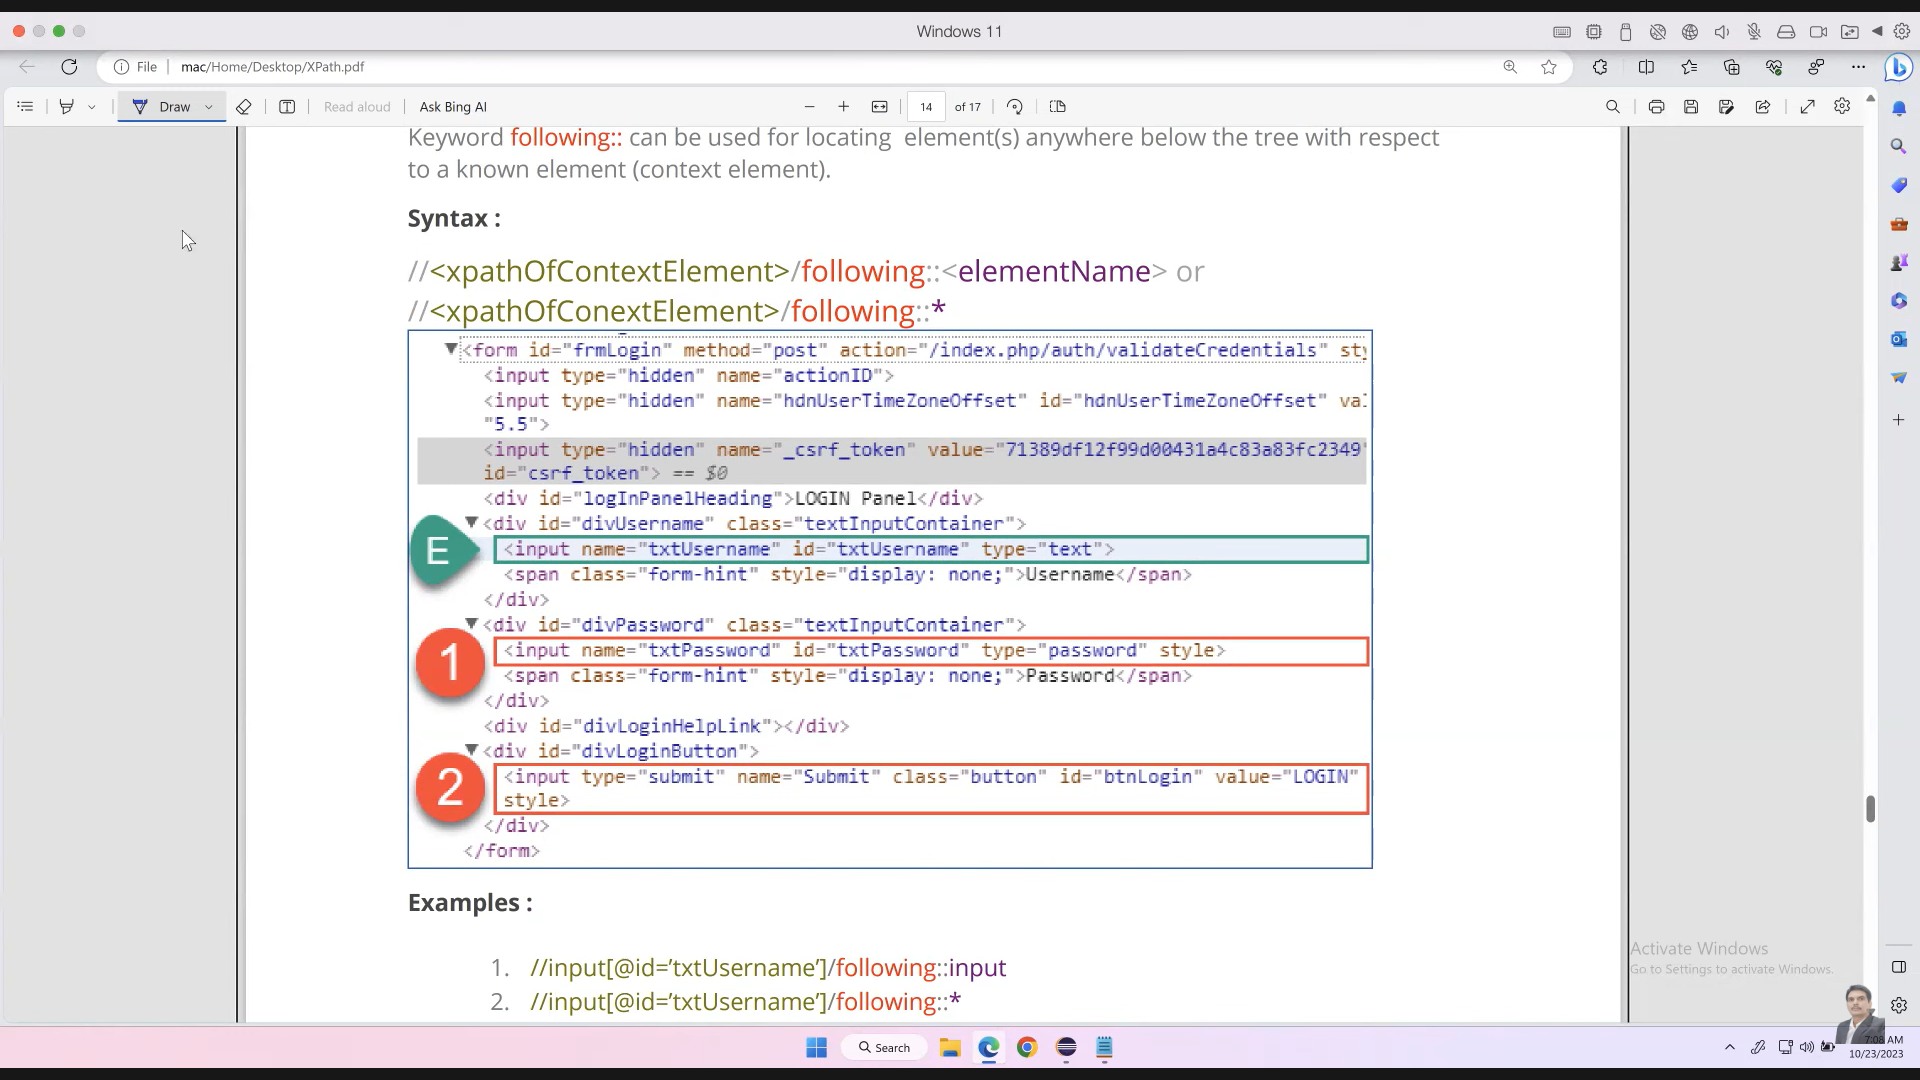 Windows 11
File
mac/Home/Desktop/XPath.pdf
Draw
Read aloud
Ask Bing AI
14 of 17
Keyword following:: can be used for locating element(s) anywhere below the tree with respect
to a known element (context element).
Syntax :
//<xpathOfContextElement>/following::<elementName> or
//<xpathOfConextElement>/following::*
<form id="frmLogin" method="post" action="/index.php/auth/validateCredentials" sty
<input type="hidden" name="actionID">
<input type="hidden" name="hdnUserTimeZoneOffset" id="hdnUserTimeZoneOffset" val
"5.5">
<input type="hidden" name="_csrf_token" value="71389df12f99d00431a4c83a83fc2349"
id="csrf_token"> == $0
<div id="logInPanelHeading">LOGIN Panel</div>
<div id="divUsername" class="textInputContainer">
E
<input name="txtUsername" id="txtUsername" type="text">
<span class="form-hint" style="display: none;">Username</span>
</div>
<div id="divPassword" class="textInputContainer">
1
<input name="txtPassword" id="txtPassword" type="password" style>
<span class="form-hint" style="display: none;">Password</span>
</div>
<div id="divLoginHelpLink"></div>
<div id="divLoginButton">
2
<input type="submit" name="Submit" class="button" id="btnLogin" value="LOGIN"
style>
</div>
</form>
Examples :
1. //input[@id=’txtUsername’]/following::input
2. //input[@id=’txtUsername’]/following::*
Activate Windows
Go to Settings to activate Windows.
Search
7:08 AM
10/23/2023